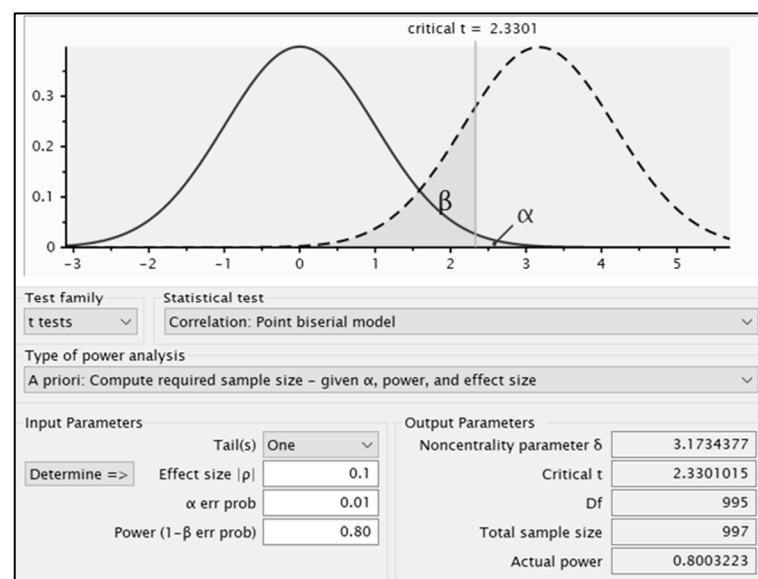 critical t = 2.3301
0.3
0.2
0.1
0
β
α
-3 -2 -1 0 1 2 3 4 5
Test family
Statistical test
t tests
Correlation: Point biserial model
Type of power analysis
A priori: Compute required sample size – given α, power, and effect size
Input Parameters
Tail(s) One
Determine => Effect size |ρ| 0.1
α err prob 0.01
Power (1-β err prob) 0.80
Output Parameters
Noncentrality parameter δ 3.1734377
Critical t 2.3301015
Df 995
Total sample size 997
Actual power 0.8003223